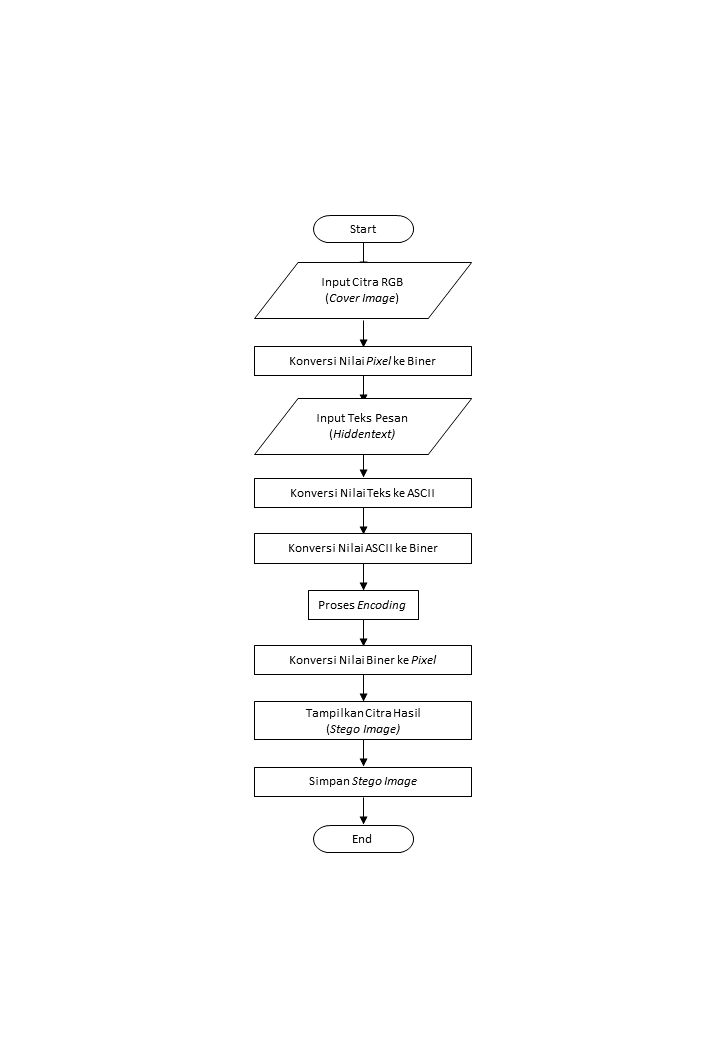 Start
Input Citra RGB
(Cover Image)
Konversi Nilai Pixel ke Biner
Input Teks Pesan
(Hiddentext)
Konversi Nilai Teks ke ASCII
Konversi Nilai ASCII ke Biner
Proses Encoding
Konversi Nilai Biner ke Pixel
Tampilkan Citra Hasil
(Stego Image)
Simpan Stego Image
End